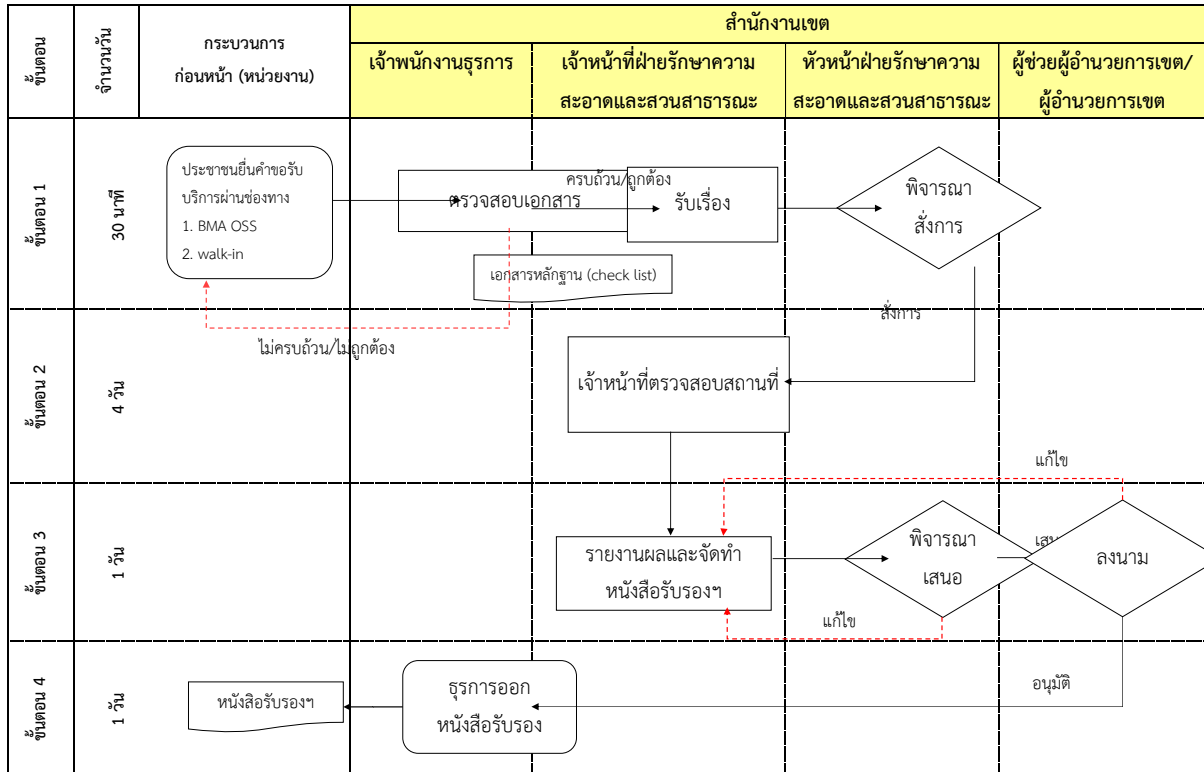 ขั้นตอน
จำนวนวัน
กระบวนการ
ก่อนหน้า (หน่วยงาน)
สำนักงานเขต
เจ้าพนักงานธุรการ
เจ้าหน้าที่ฝ่ายรักษาความ
สะอาดและสวนสาธารณะ
หัวหน้าฝ่ายรักษาความ
สะอาดและสวนสาธารณะ
ผู้ช่วยผู้อำนวยการเขต/
ผู้อำนวยการเขต
ขั้นตอน 1
30 นาที
ประชาชนยื่นคำขอรับ
บริการผ่านช่องทาง
1. BMA OSS
2. walk-in
ตรวจสอบเอกสาร
ครบถ้วน/ถูกต้อง
รับเรื่อง
พิจารณา
สั่งการ
เอกสารหลักฐาน (check list)
สั่งการ
ไม่ครบถ้วน/ไม่ถูกต้อง
ขั้นตอน 2
4 วัน
เจ้าหน้าที่ตรวจสอบสถานที่
แก้ไข
ขั้นตอน 3
1 วัน
รายงานผลและจัดทำ
หนังสือรับรองฯ
พิจารณา
เสนอ
ลงนาม
แก้ไข
ขั้นตอน 4
1 วัน
หนังสือรับรองฯ
ธุรการออก
หนังสือรับรอง
อนุมัติ